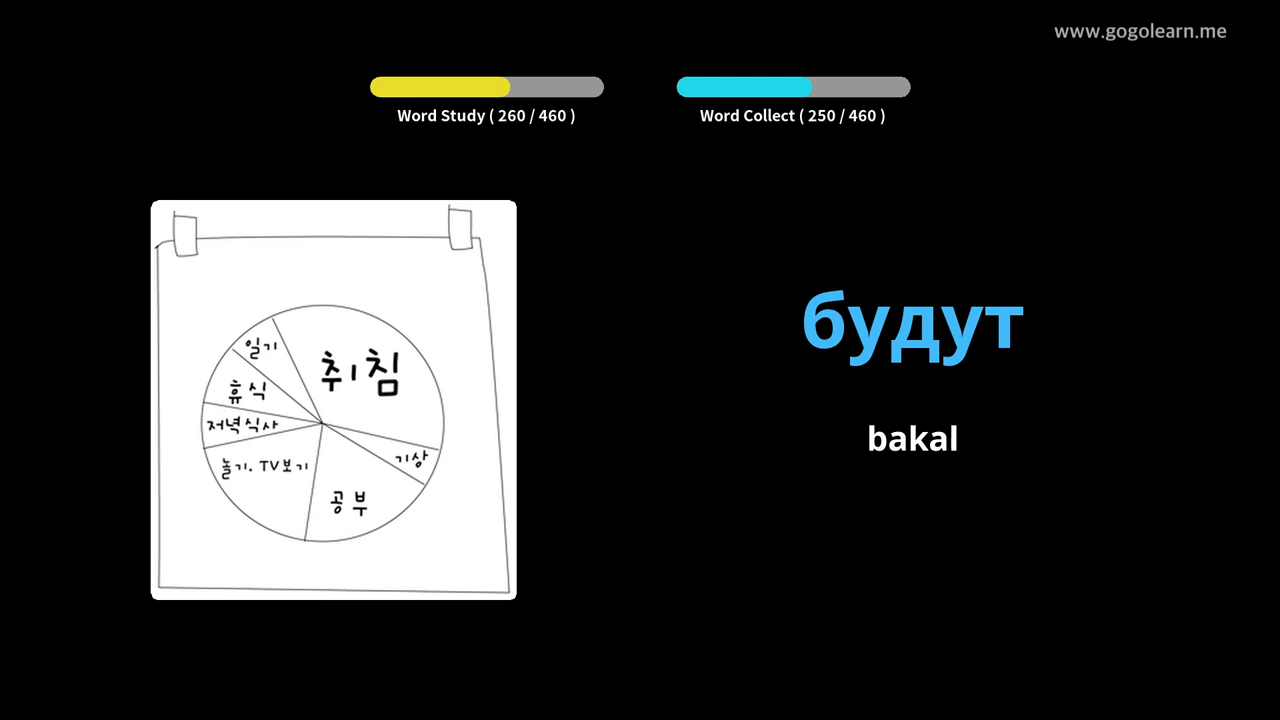 www.gogolearn.me
Word Study ( 260 / 460 )
Word Collect ( 250 / 460 )
일기
취침
휴식
저녁식사
놀기. TV보기
기상
공부
будут
bakal